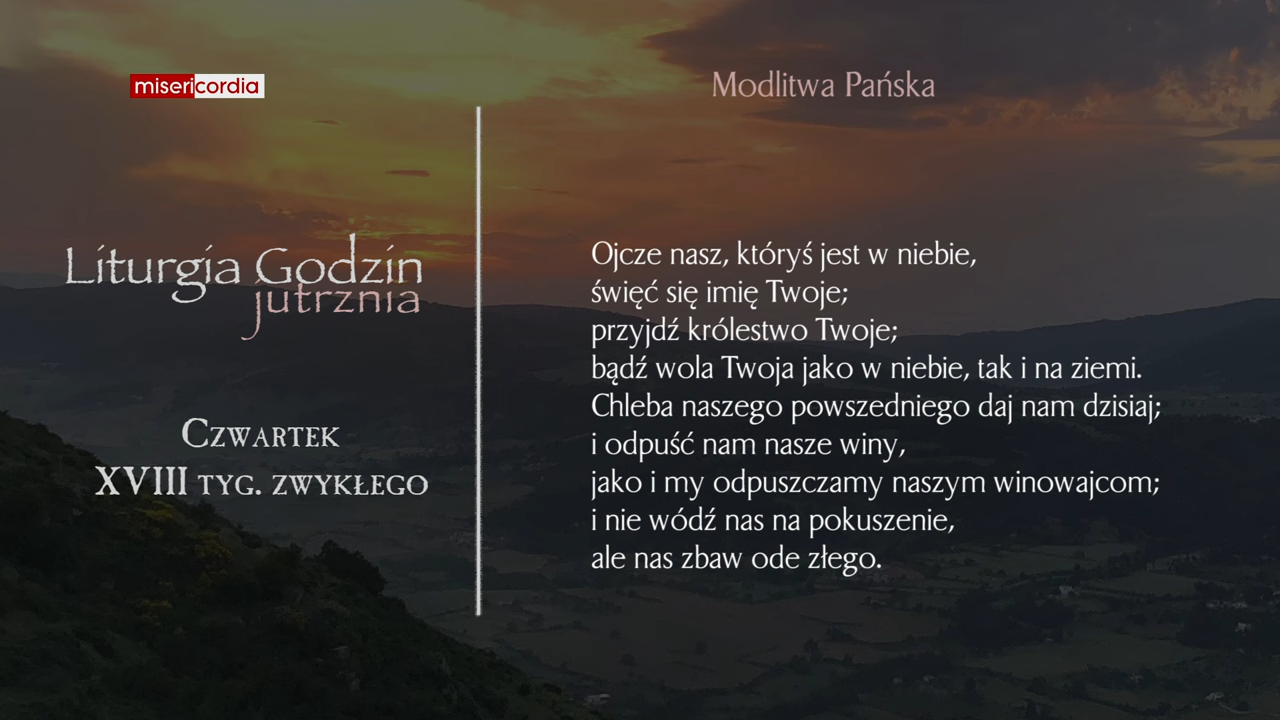 misericordia
Liturgia Godzin
jutrznia
Czwartek
XVIII tyg. zwykłego
Modlitwa Pańska
Ojcze nasz, któryś jest w niebie,
święć się imię Twoje;
przyjdź królestwo Twoje;
bądź wola Twoja jako w niebie, tak i na ziemi.
Chleba naszego powszedniego daj nam dzisiaj;
i odpuść nam nasze winy,
jako i my odpuszczamy naszym winowajcom;
i nie wódź nas na pokuszenie,
ale nas zbaw ode złego.